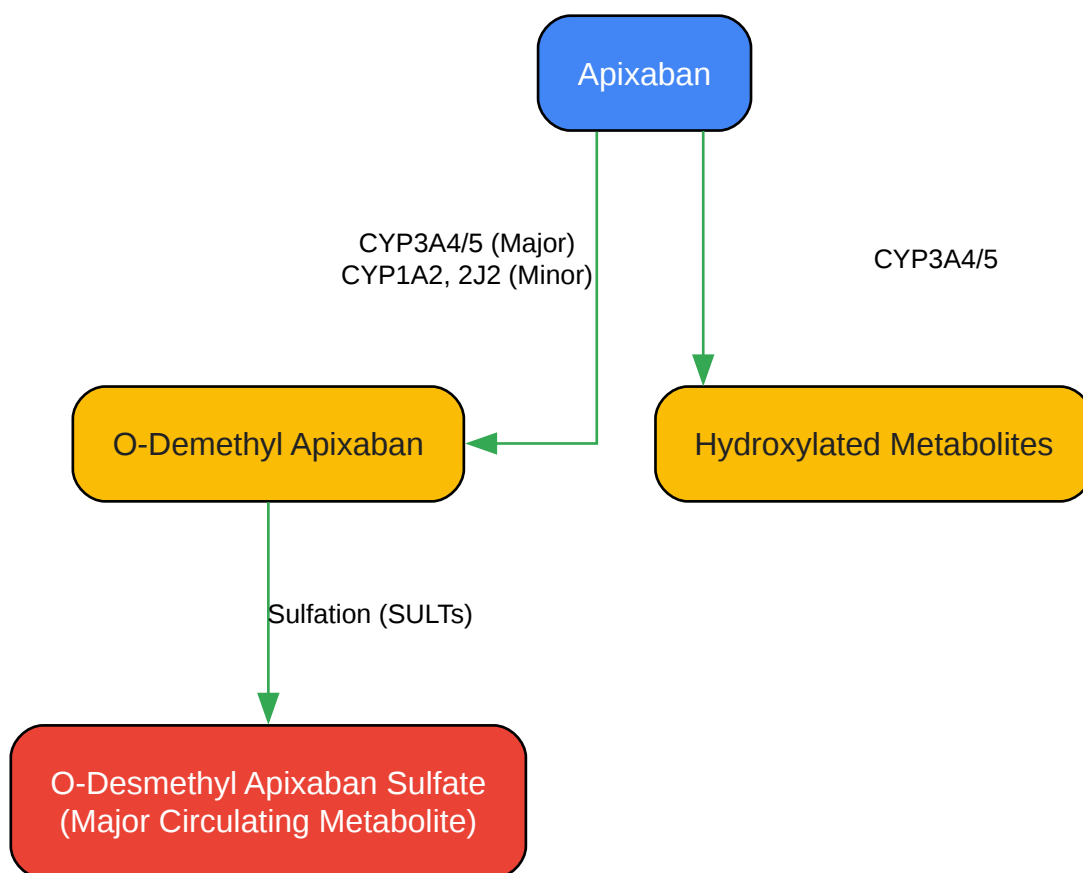 Apixaban
CYP3A4/5 (Major)
CYP1A2, 2J2 (Minor)
CYP3A4/5
O-Demethyl Apixaban
Hydroxylated Metabolites
Sulfation (SULTs)
O-Desmethyl Apixaban Sulfate
(Major Circulating Metabolite)